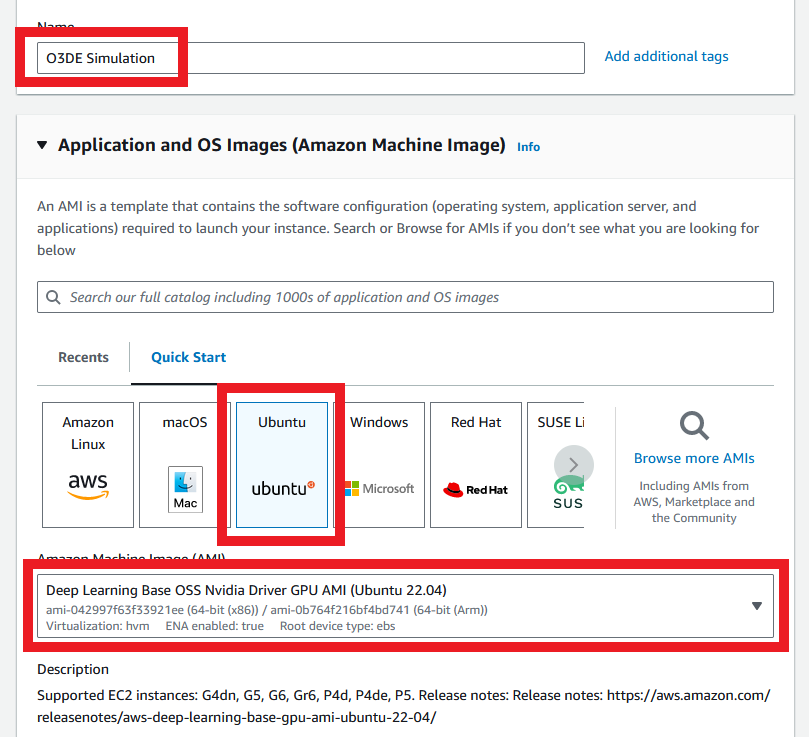 Name
O3DE Simulation
Add additional tags
Application and OS Images (Amazon Machine Image) Info
An AMI is a template that contains the software configuration (operating system, application server, and
applications) required to launch your instance. Search or Browse for AMIs if you don’t see what you are looking for
below
Search our full catalog including 1000s of application and OS images
Recents
Quick Start
Amazon
Linux
aws
macOS
Mac
Ubuntu
ubuntu
Windows
Microsoft
Red Hat
Red Hat
SUSE Li
SUS
Browse more AMIs
Including AMIs from
AWS, Marketplace and
the Community
Amazon Machine Image (AMI)
Deep Learning Base OSS Nvidia Driver GPU AMI (Ubuntu 22.04)
ami-042997f63f33921ee (64-bit (x86)) / ami-0b764f216bf4bd741 (64-bit (Arm))
Virtualization: hvm ENA enabled: true Root device type: ebs
Description
Supported EC2 instances: G4dn, G5, G6, Gr6, P4d, P4de, P5. Release notes: Release notes: https://aws.amazon.com/
releasenotes/aws-deep-learning-base-gpu-ami-ubuntu-22-04/